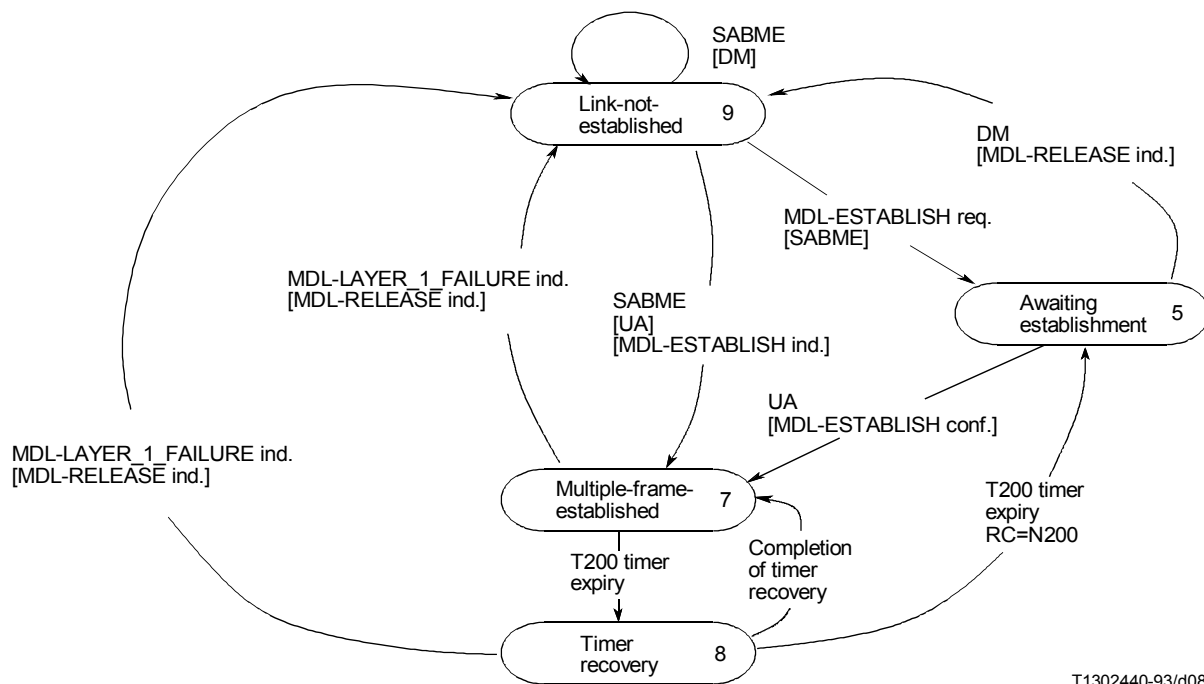 SABME
[DM]
Link-not-
established 9
DM
[MDL-RELEASE ind.]
MDL-ESTABLISH req.
[SABME]
MDL-LAYER_1_FAILURE ind.
[MDL-RELEASE ind.]
SABME
[UA]
[MDL-ESTABLISH ind.]
Awaiting
establishment 5
UA
[MDL-ESTABLISH conf.]
MDL-LAYER_1_FAILURE ind.
[MDL-RELEASE ind.]
Multiple-frame-
established 7
T200 timer
expiry
RC=N200
T200 timer
expiry
Completion
of timer
recovery
Timer
recovery 8
T1302440-93/d08